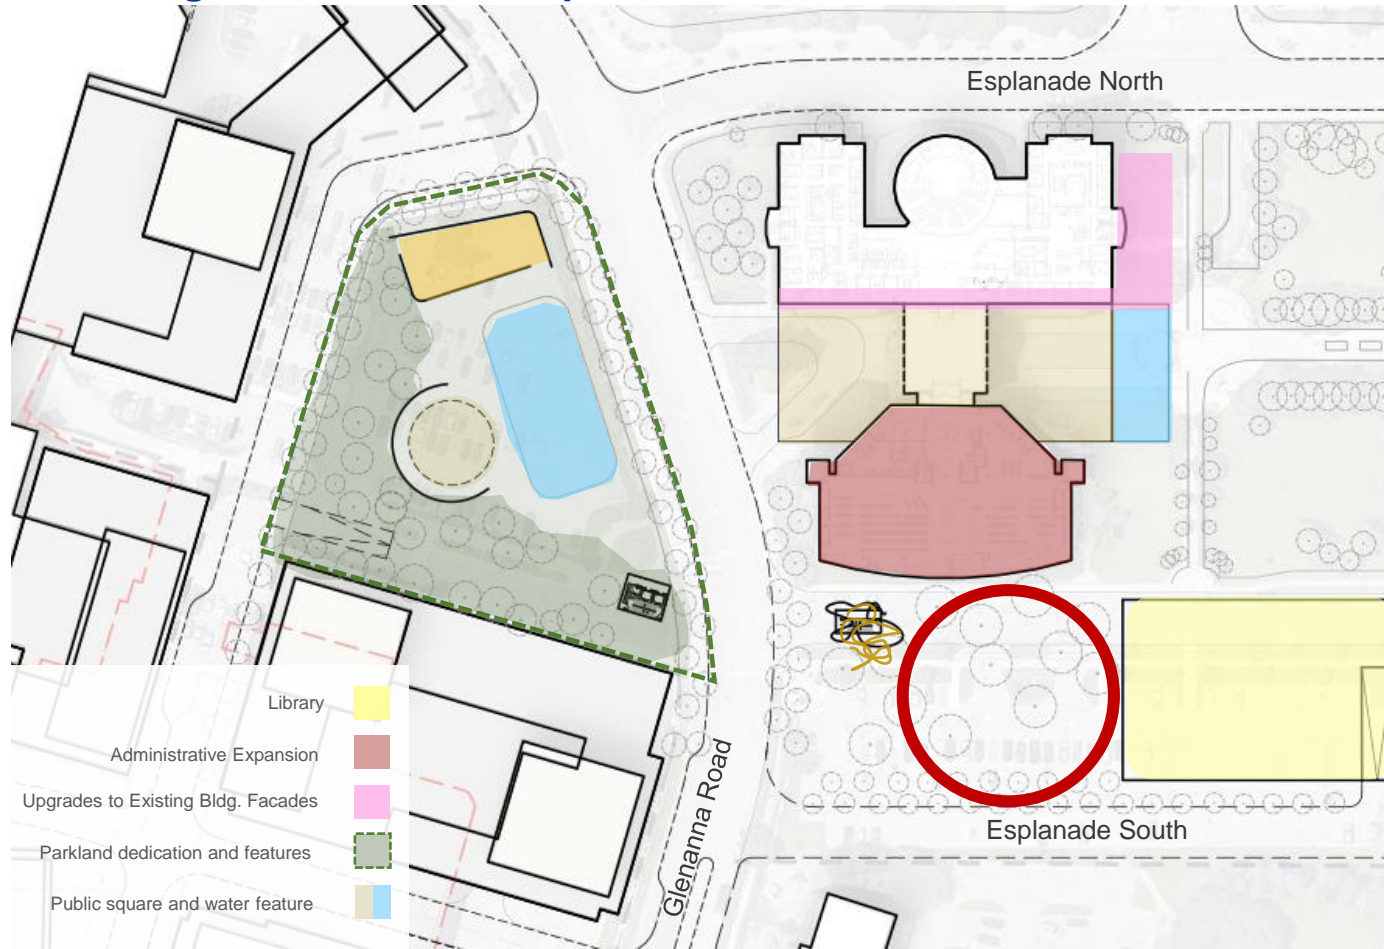 Esplanade North
Library
Administrative Expansion
Upgrades to Existing Bldg. Facades
Parkland dedication and features
Public square and water feature
Glenanna Road
Esplanade South